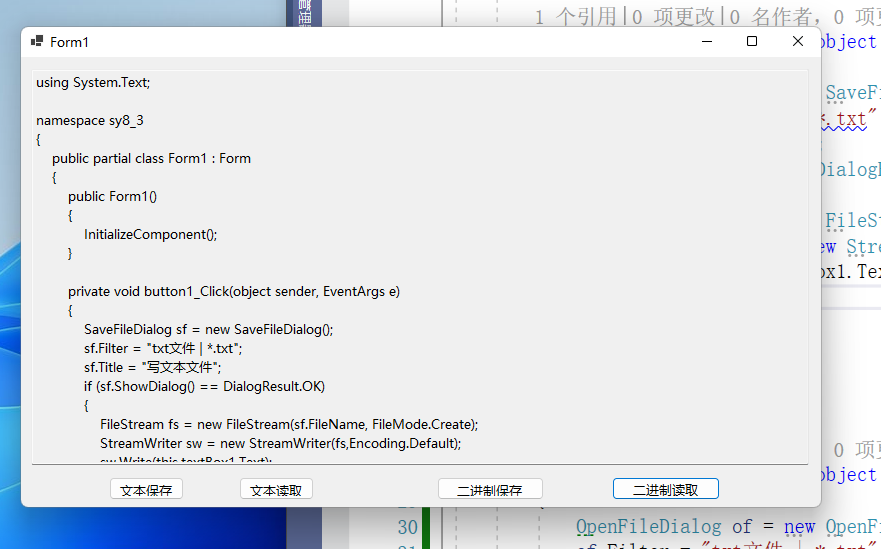 1 个引用|0 项更改|0 名作者, 0 项更
管理
Form1
object
using System.Text;
SaveFi
namespace sy8_3
*.txt"
{
public partial class Form1 : Form
DialogR
{
public Form1()
{
FileSt
InitializeComponent();
ew Stre
}
ox1.Tex
private void button1_Click(object sender, EventArgs e)
{
SaveFileDialog sf = new SaveFileDialog();
sf.Filter = "txt文件 | *.txt";
sf.Title = "写文本文件";
if (sf.ShowDialog() == DialogResult.OK)
{
FileStream fs = new FileStream(sf.FileName, FileMode.Create);
StreamWriter sw = new StreamWriter(fs,Encoding.Default);
0 项更
sw.Write(this.textBox1.Text);
object
文本保存 文本读取 二进制保存 二进制读取
30 OpenFileDialog of = new OpenFi
of.Filter = "txt文件 | *.txt"